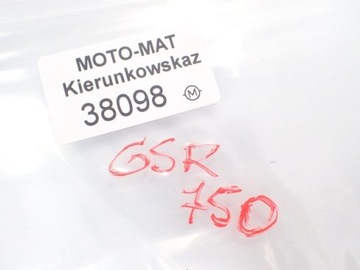 MOTO-MAT
Kierunkowskaz
38098 M
GSR
750